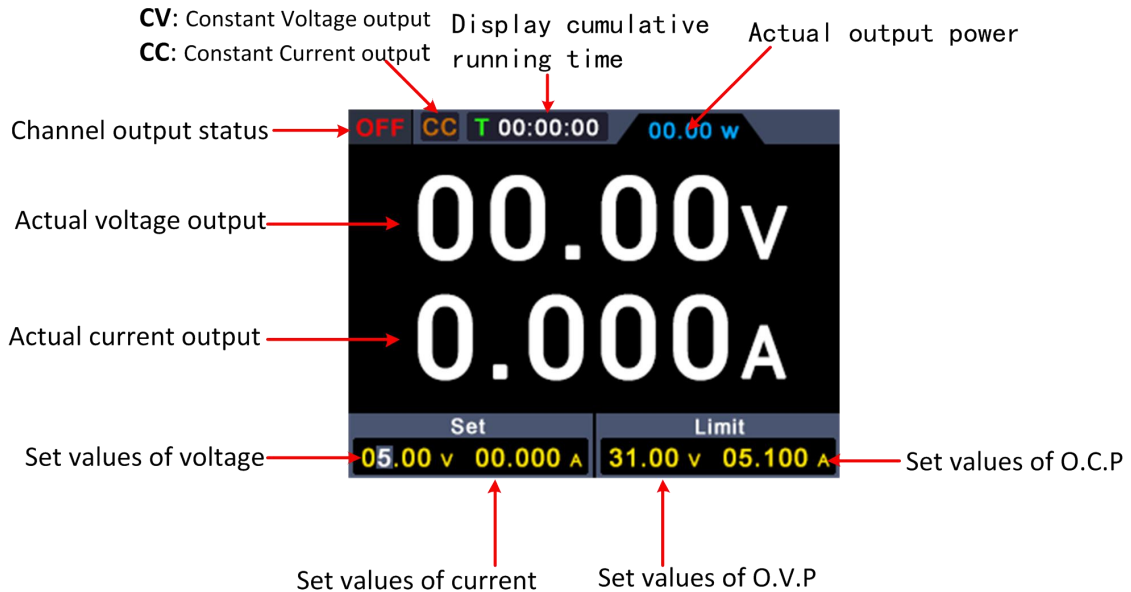 CV: Constant Voltage output
CC: Constant Current output
Display cumulative
running time
Actual output power
Channel output status
OFF CC T 00:00:00 00.00 W
Actual voltage output
00.00V
Actual current output
0.000A
Set Limit
Set values of voltage
05.00 V 00.000 A 31.00 V 05.100 A
Set values of O.C.P
Set values of current
Set values of O.V.P